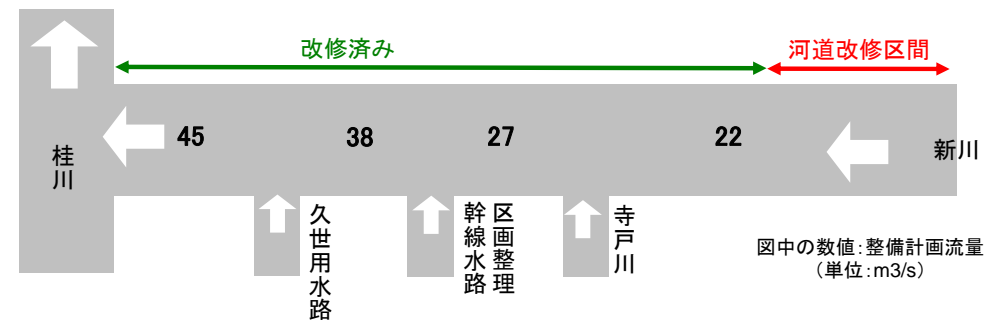 改修済み
河道改修区間
45
38
27
22
新川
桂川
久世用水路
区画整理
幹線水路
寺戸川
図中の数値:整備計画流量
(単位:m3/s)